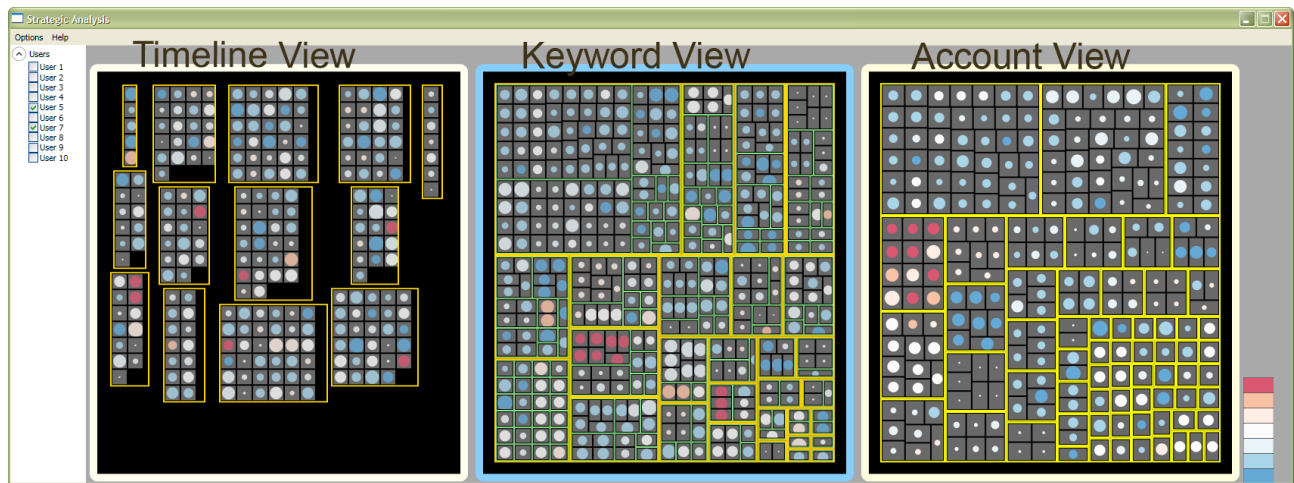 Strategic Analysis
Options Help
Users
User 1
User 2
User 3
User 4
User 5
User 6
User 7
User 8
User 9
User 10
Timeline View
Keyword View
Account View